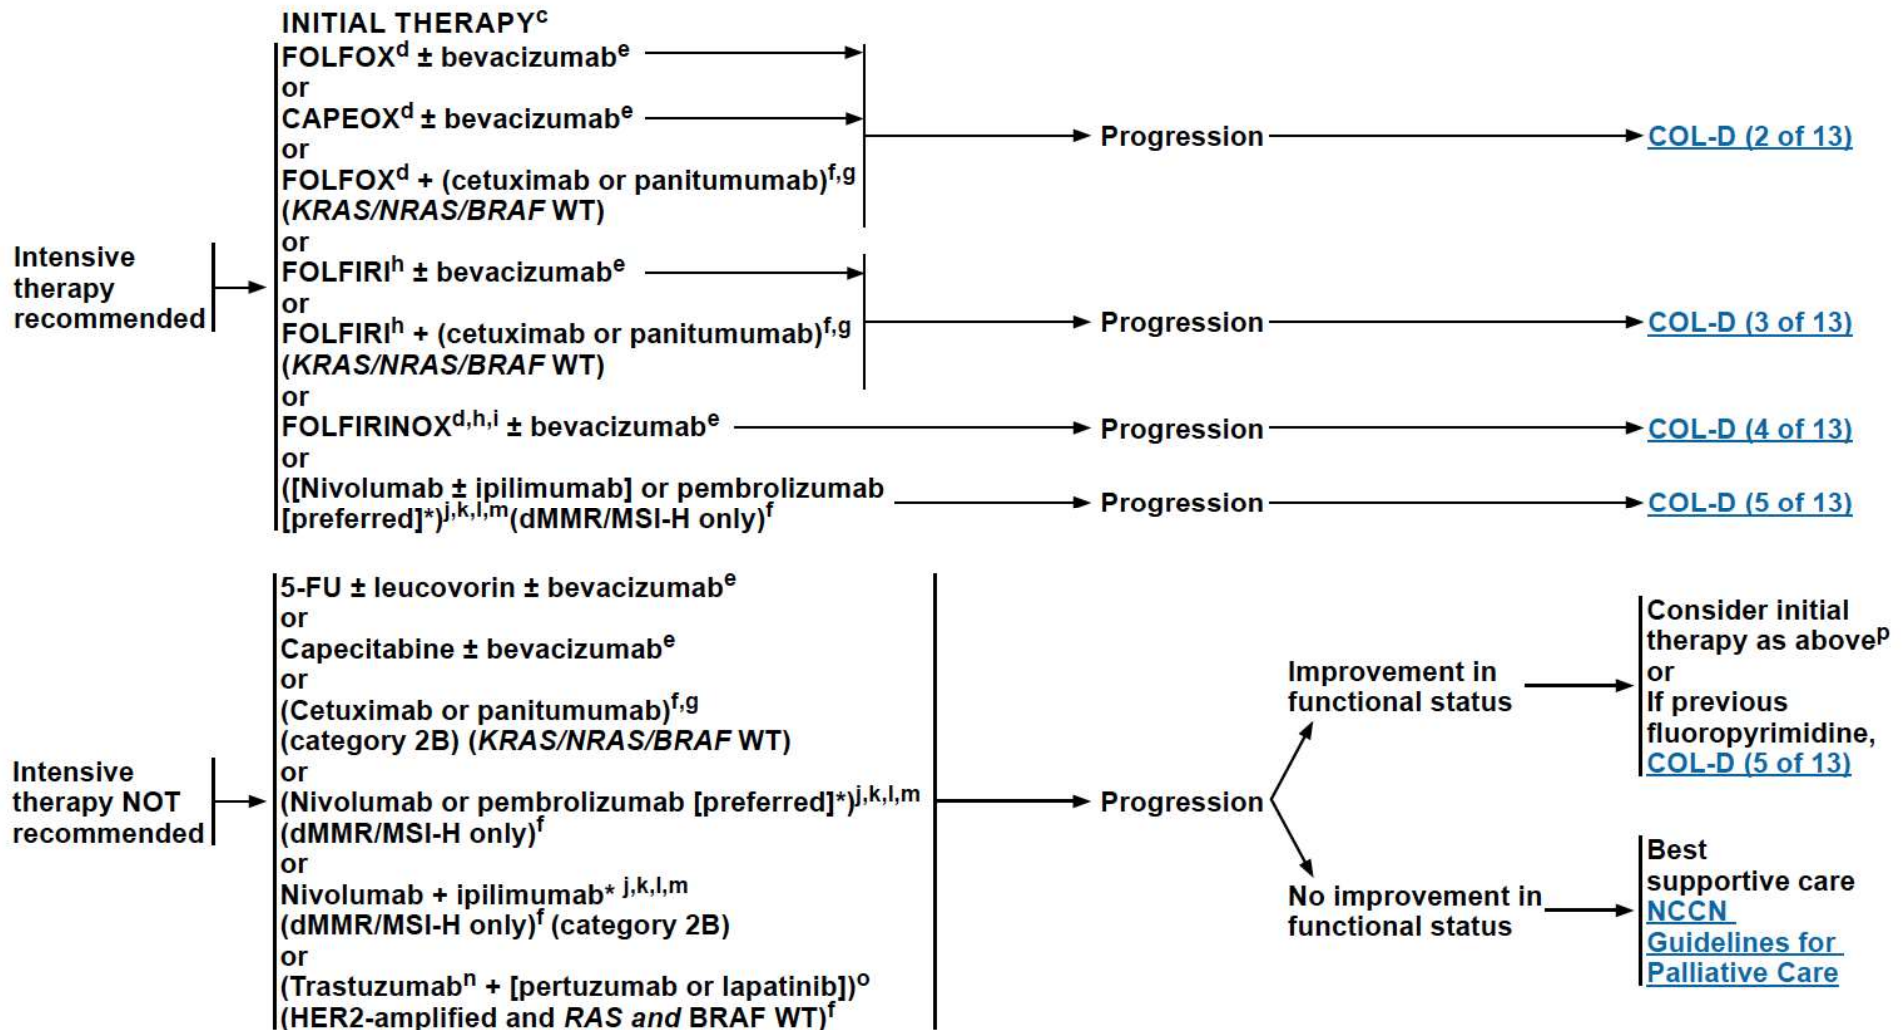 INITIAL THERAPYc
FOLFOXd ± bevacizumabe
or
CAPEOXd ± bevacizumabe
or
FOLFOXd + (cetuximab or panitumumab)f,g
(KRAS/NRAS/BRAF WT)
or
FOLFIRIh ± bevacizumabe
or
FOLFIRIh + (cetuximab or panitumumab)f,g
(KRAS/NRAS/BRAF WT)
or
FOLFIRINOXd,h,i ± bevacizumabe
or
([Nivolumab ± ipilimumab] or pembrolizumab
[preferred]*)j,k,l,m(dMMR/MSI-H only)f
Intensive
therapy
recommended
Progression
COL-D (2 of 13)
Progression
COL-D (3 of 13)
Progression
COL-D (4 of 13)
Progression
COL-D (5 of 13)
Intensive
therapy NOT
recommended
5-FU ± leucovorin ± bevacizumabe
or
Capecitabine ± bevacizumabe
or
(Cetuximab or panitumumab)f,g
(category 2B) (KRAS/NRAS/BRAF WT)
or
(Nivolumab or pembrolizumab [preferred]*)j,k,l,m
(dMMR/MSI-H only)f
or
Nivolumab + ipilimumab* j,k,l,m
(dMMR/MSI-H only)f (category 2B)
or
(Trastuzumabn + [pertuzumab or lapatinib])o
(HER2-amplified and RAS and BRAF WT)f
Progression
Improvement in
functional status
Consider initial
therapy as abovep
or
If previous
fluoropyrimidine,
COL-D (5 of 13)
No improvement in
functional status
Best
supportive care
NCCN
Guidelines for
Palliative Care